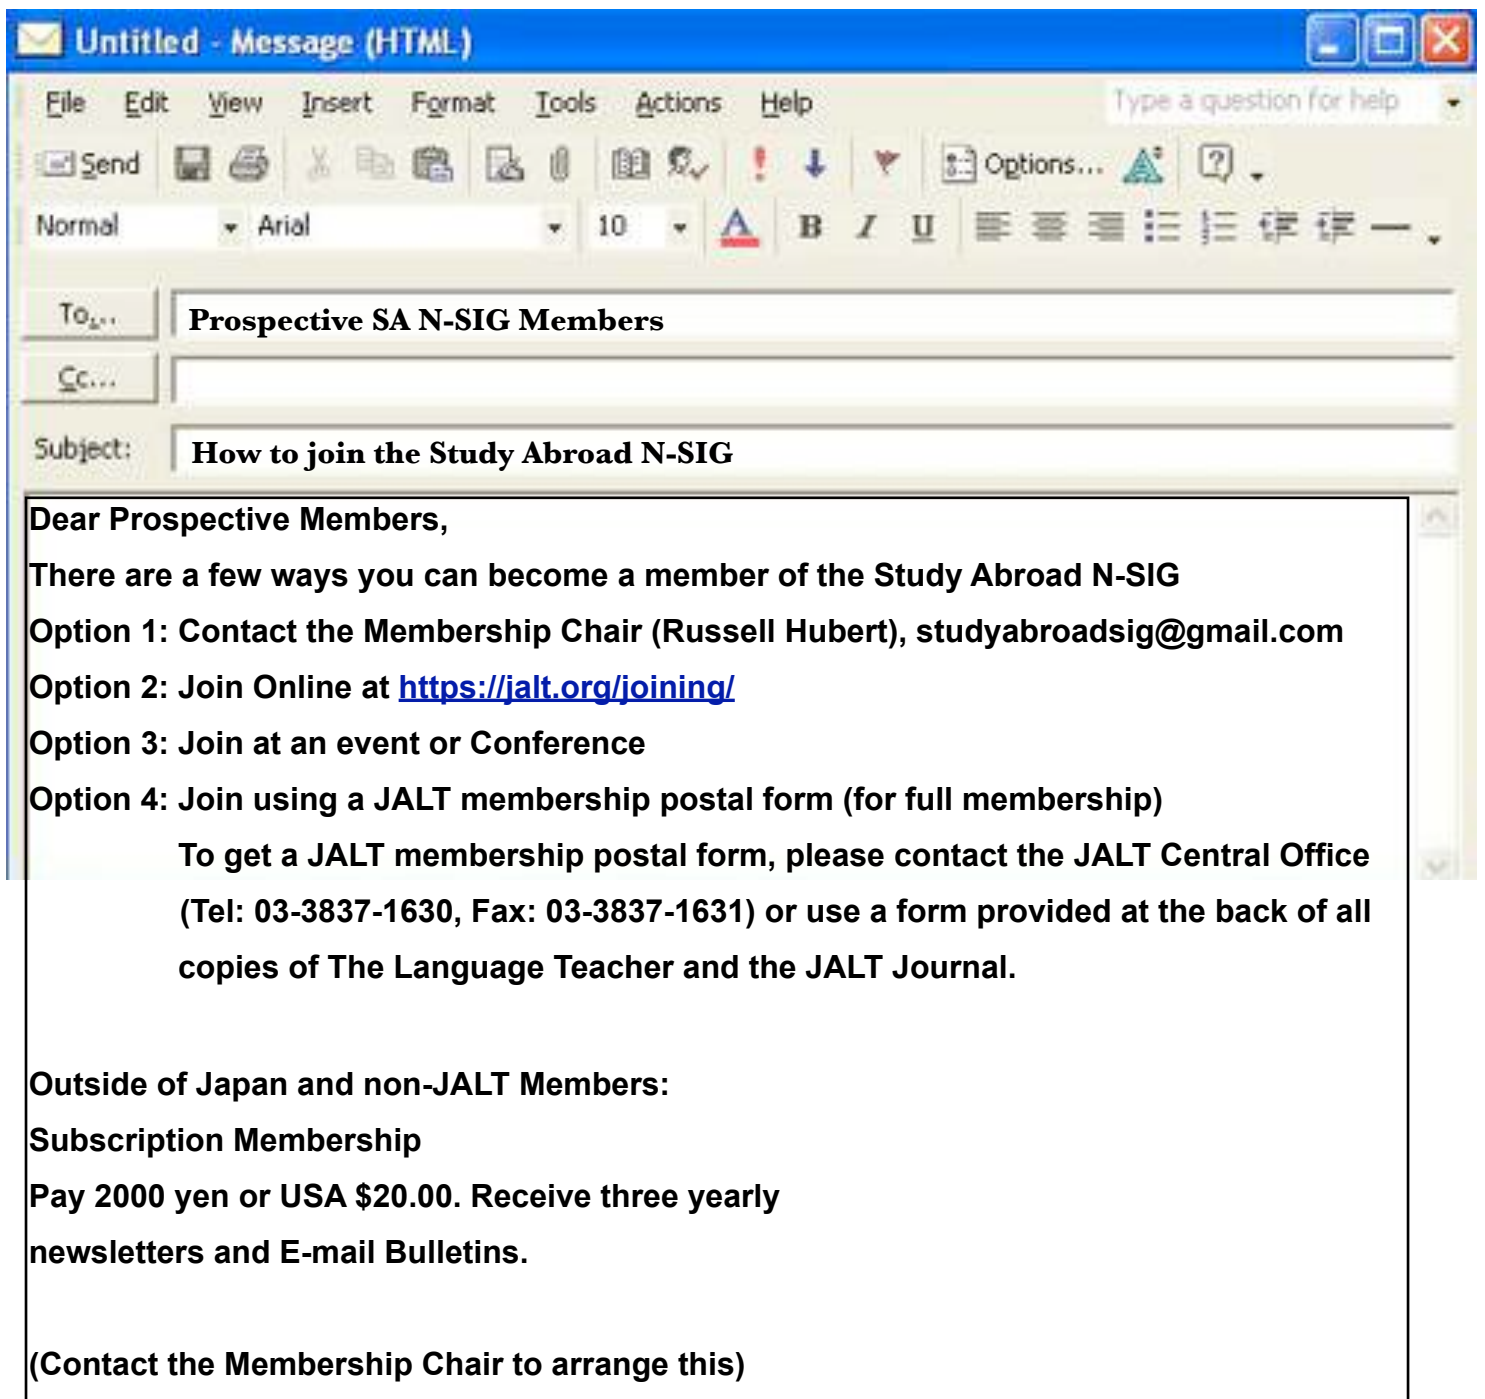 Untitled - Message (HTML)
File Edit View Insert Format Tools Actions Help Type a question for help
Send Options...
Normal Arial 10 A B I U
To... Prospective SA N-SIG Members
Cc...
Subject: How to join the Study Abroad N-SIG
Dear Prospective Members,
There are a few ways you can become a member of the Study Abroad N-SIG
Option 1: Contact the Membership Chair (Russell Hubert), studyabroadsig@gmail.com
Option 2: Join Online at https://jalt.org/joining/
Option 3: Join at an event or Conference
Option 4: Join using a JALT membership postal form (for full membership)
To get a JALT membership postal form, please contact the JALT Central Office
(Tel: 03-3837-1630, Fax: 03-3837-1631) or use a form provided at the back of all
copies of The Language Teacher and the JALT Journal.
Outside of Japan and non-JALT Members:
Subscription Membership
Pay 2000 yen or USA $20.00. Receive three yearly
newsletters and E-mail Bulletins.
(Contact the Membership Chair to arrange this)